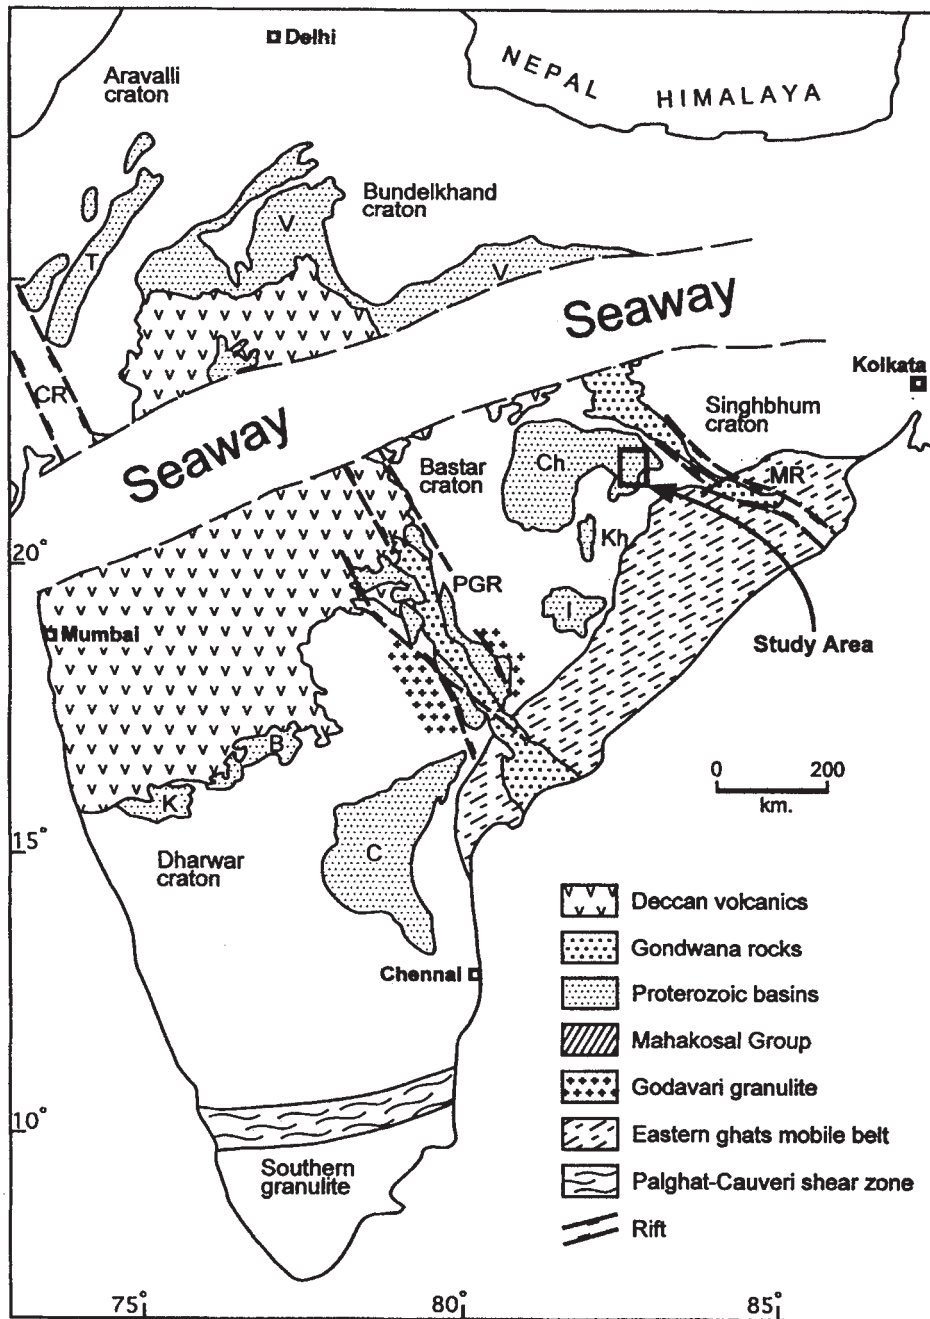 Delhi
NEPAL HIMALAYA
Aravalli
craton
Bundelkhand
craton
V
T
V
Seaway
CR
Kolkata
Singhbhum
craton
Seaway
Bastar
craton
Ch
MR
20°
Kh
PGR
I
Mumbai
Study Area
B
0 200
km.
K
15°
C
Dharwar
craton
Deccan volcanics
Gondwana rocks
Chennai
Proterozoic basins
Mahakosal Group
Godavari granulite
10°
Eastern ghats mobile belt
Southern
granulite
Palghat-Cauveri shear zone
Rift
75° 80° 85°